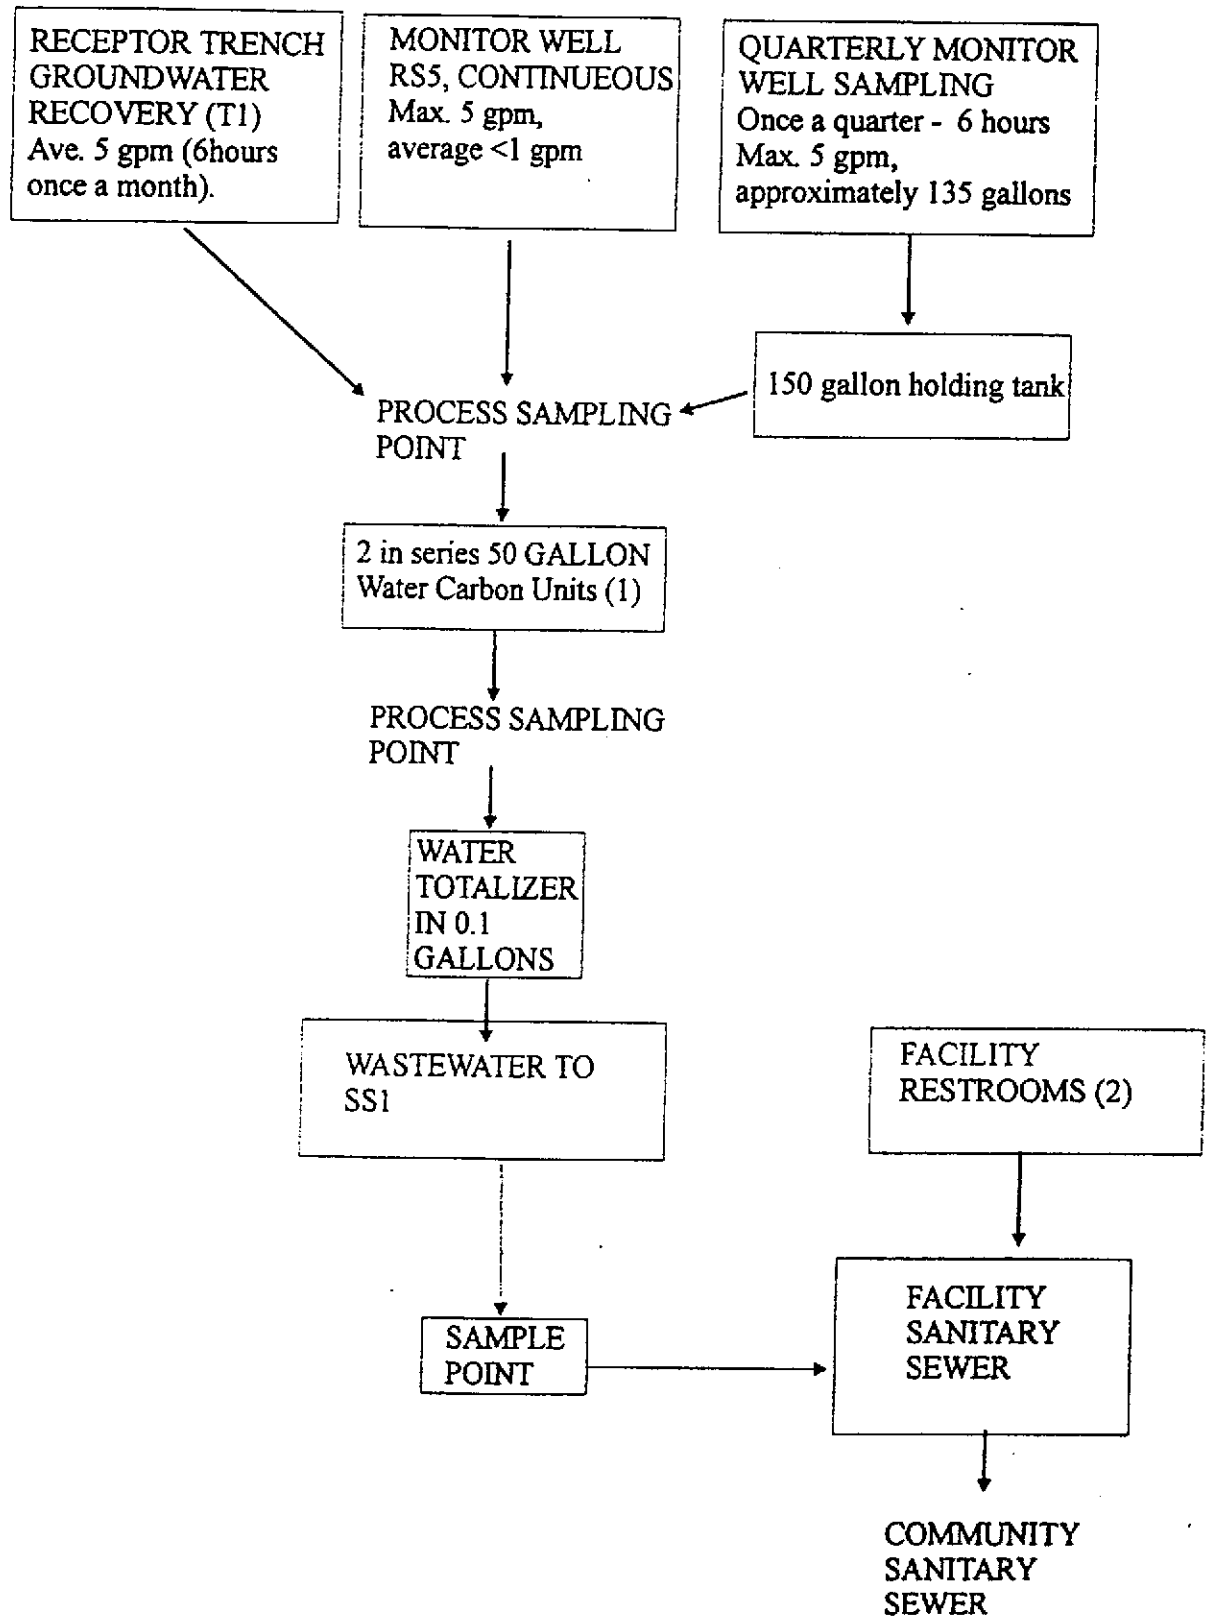 RECEPTOR TRENCH
GROUNDWATER
RECOVERY (T1)
Ave. 5 gpm (6hours
once a month).
MONITOR WELL
RS5, CONTINUEOUS
Max. 5 gpm,
average <1 gpm
QUARTERLY MONITOR
WELL SAMPLING
Once a quarter - 6 hours
Max. 5 gpm,
approximately 135 gallons
150 gallon holding tank
PROCESS SAMPLING
POINT
2 in series 50 GALLON
Water Carbon Units (1)
PROCESS SAMPLING
POINT
WATER
TOTALIZER
IN 0.1
GALLONS
WASTEWATER TO
SS1
FACILITY
RESTROOMS (2)
SAMPLE
POINT
FACILITY
SANITARY
SEWER
COMMUNITY
SANITARY
SEWER